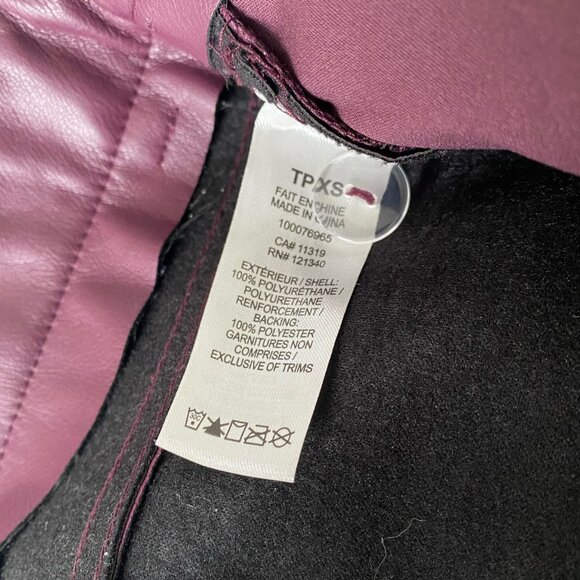 TP/XS
FAIT EN CHINE
MADE IN CHINA
100076965
CA# 11319
RN# 121340
EXTÉRIEUR / SHELL:
100% POLYURÉTHANE /
POLYURETHANE
RENFORCEMENT /
BACKING:
100% POLYESTER
GARNITURES NON
COMPRISES /
EXCLUSIVE OF TRIMS
30C